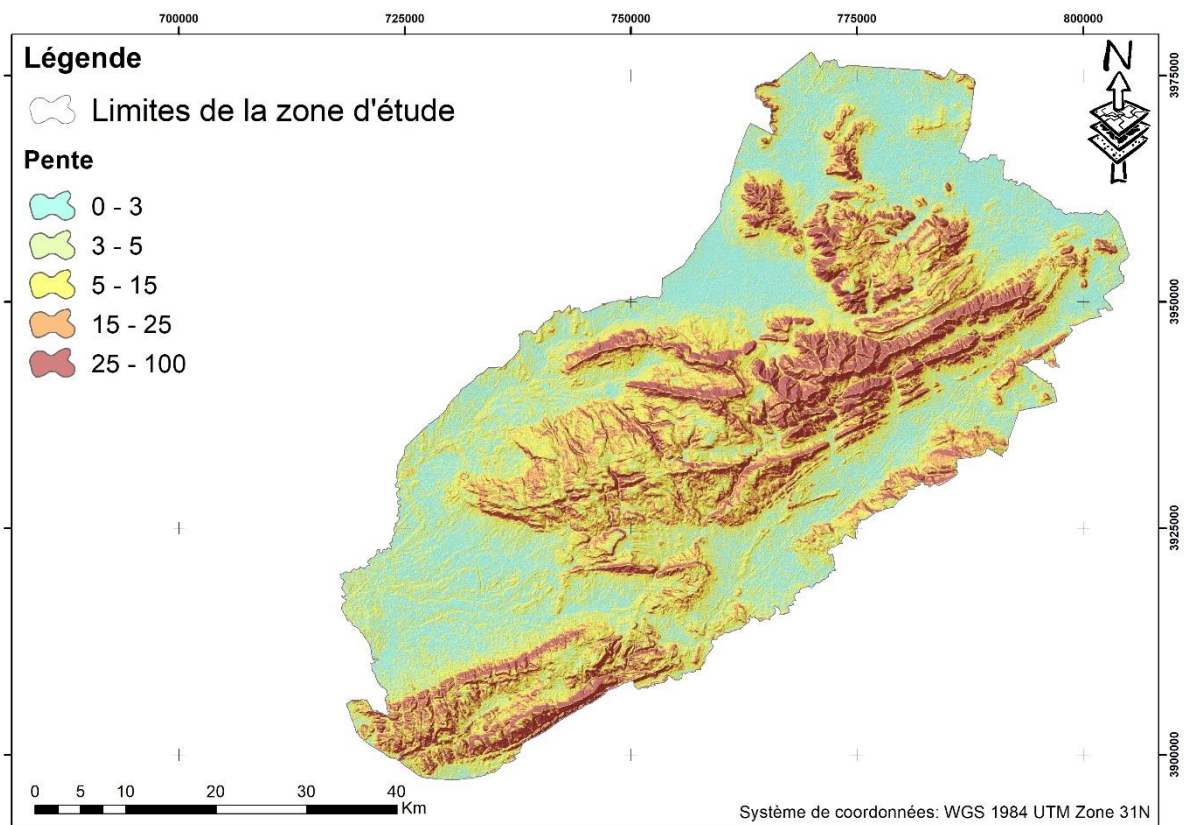 700000 725000 750000 775000 800000
Légende
Limites de la zone d'étude
Pente
0 - 3
3 - 5
5 - 15
15 - 25
25 - 100
N
3975000
3950000
3925000
3900000
0 5 10 20 30 40
Km
Système de coordonnées: WGS 1984 UTM Zone 31N